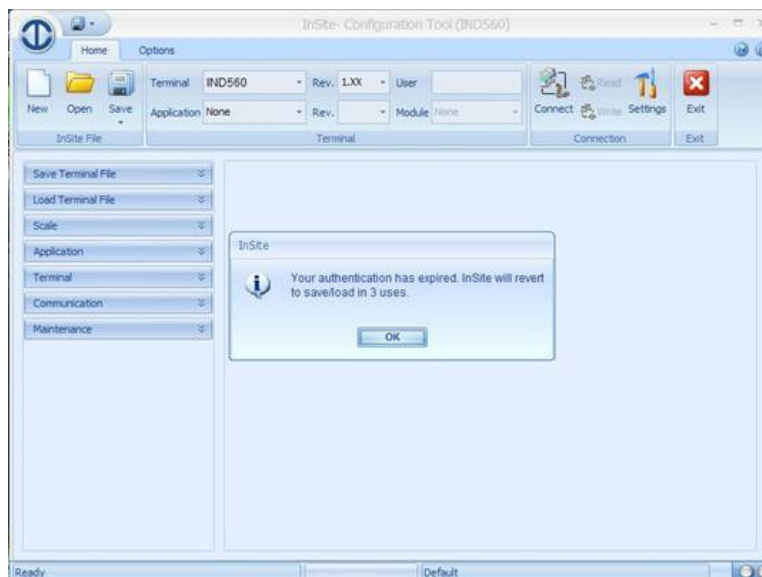 InSite- Configuration Tool (IND560)
Home Options
Terminal IND560 Rev. 1.XX User
New Open Save Connect Read Settings Exit
Application None Rev. Module None Write
InSite File Terminal Connection Exit
Save Terminal File
Load Terminal File
Scale
Application
Terminal
Communication
Maintenance
InSite
Your authentication has expired. InSite will revert
to save/load in 3 uses.
OK
Ready Default